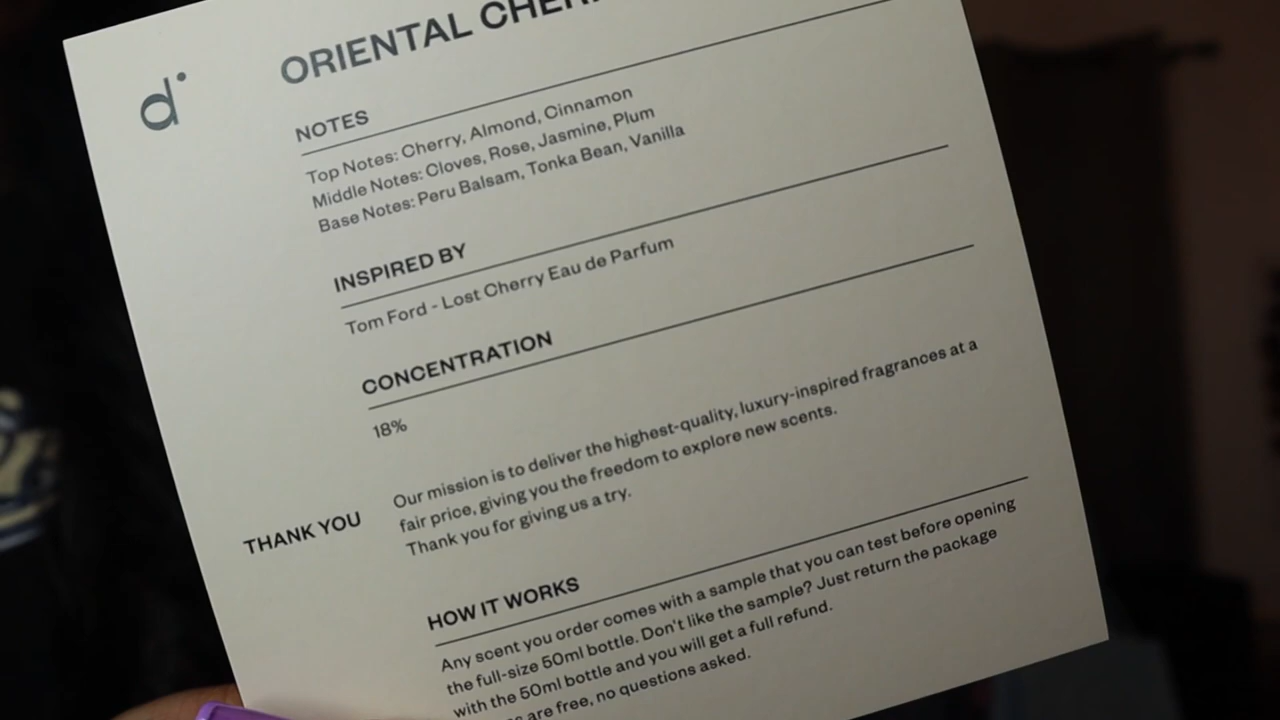 d°
ORIENTAL
NOTES
Top Notes: Cherry, Almond, Cinnamon
Middle Notes: Cloves, Rose, Jasmine, Plum
Base Notes: Peru Balsam, Tonka Bean, Vanilla
INSPIRED BY
Tom Ford - Lost Cherry Eau de Parfum
CONCENTRATION
18%
THANK YOU
Our mission is to deliver the highest-quality, luxury-inspired fragrances at a
fair price, giving you the freedom to explore new scents.
Thank you for giving us a try.
HOW IT WORKS
Any scent you order comes with a sample that you can test before opening
the full-size 50ml bottle. Don't like the sample? Just return the package
with the 50ml bottle and you will get a full refund.
are free, no questions asked.